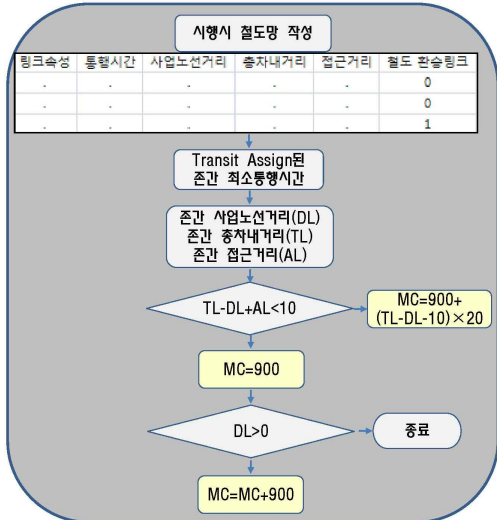 시행시 철도망 작성
링크속성 통행시간 사업노선거리 총차내거리 접근거리 철도 환승링크
. . . . . 0
. . . . . 0
. . . . . 1
Transit Assign된
존간 최소통행시간
존간 사업노선거리(DL)
존간 총차내거리(TL)
존간 접근거리(AL)
TL-DL+AL<10
MC=900+
(TL-DL-10)×20
MC=900
DL>0
종료
MC=MC+900